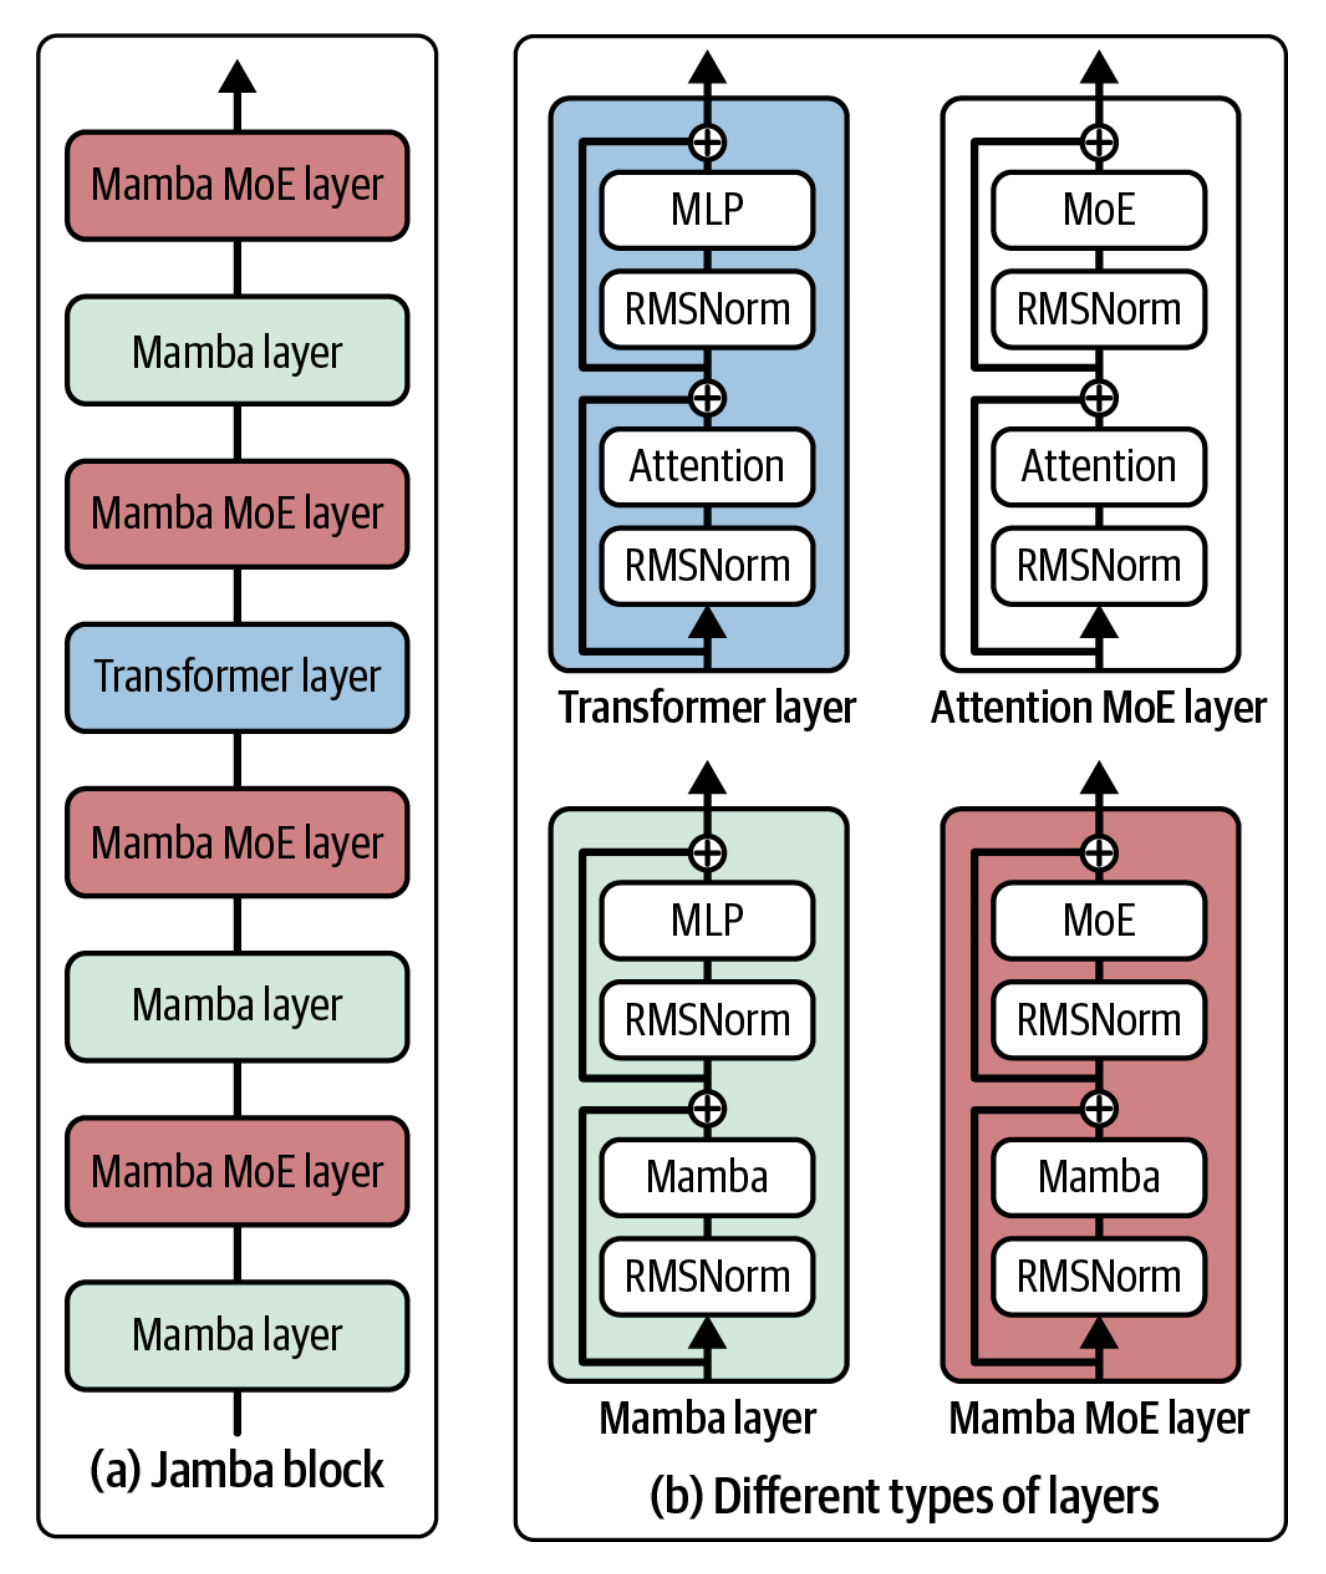 Mamba MoE layer
Mamba layer
Mamba MoE layer
Transformer layer
Mamba MoE layer
Mamba layer
Mamba MoE layer
Mamba layer
(a) Jamba block
MLP
RMSNorm
Attention
RMSNorm
Transformer layer
MoE
RMSNorm
Attention
RMSNorm
Attention MoE layer
MLP
RMSNorm
Mamba
RMSNorm
Mamba layer
MoE
RMSNorm
Mamba
RMSNorm
Mamba MoE layer
(b) Different types of layers